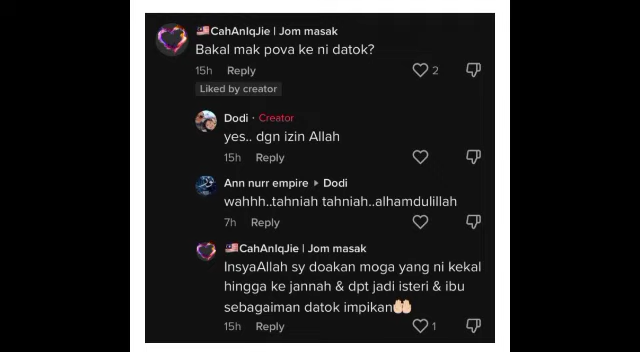 🇲🇾CahAnIqJie | Jom masak
Bakal mak pova ke ni datok?
15h Reply 2
Liked by creator
Dodi · Creator
yes.. dgn izin Allah
15h Reply
Ann nurr empire ▸ Dodi
wahhh..tahniah tahniah..alhamdulillah
7h Reply
🇲🇾CahAnIqJie | Jom masak
InsyaAllah sy doakan moga yang ni kekal
hingga ke jannah & dpt jadi isteri & ibu
sebagaiman datok impikan🤲🏻
15h Reply 1